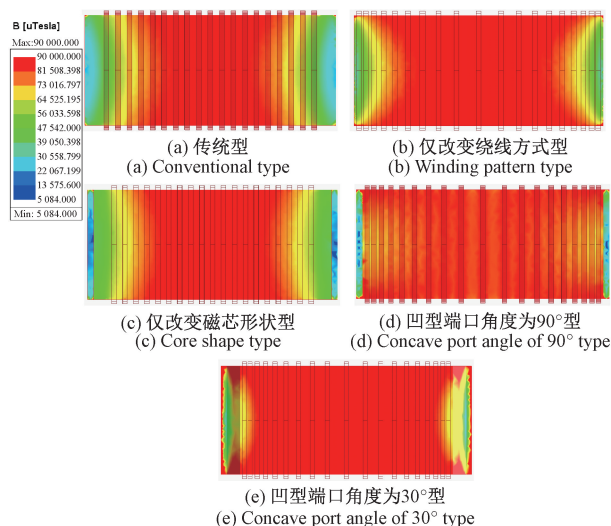 B [uTesla]
Max:90 000.000
90 000.000
81 508.398
73 016.797
64 525.195
56 033.598
47 542.000
39 050.398
30 558.799
22 067.199
13 575.600
5 084.000
Min: 5 084.000
(a) 传统型
(a) Conventional type
(b) 仅改变绕线方式型
(b) Winding pattern type
(c) 仅改变磁芯形状型
(c) Core shape type
(d) 凹型端口角度为90°型
(d) Concave port angle of 90° type
(e) 凹型端口角度为30°型
(e) Concave port angle of 30° type